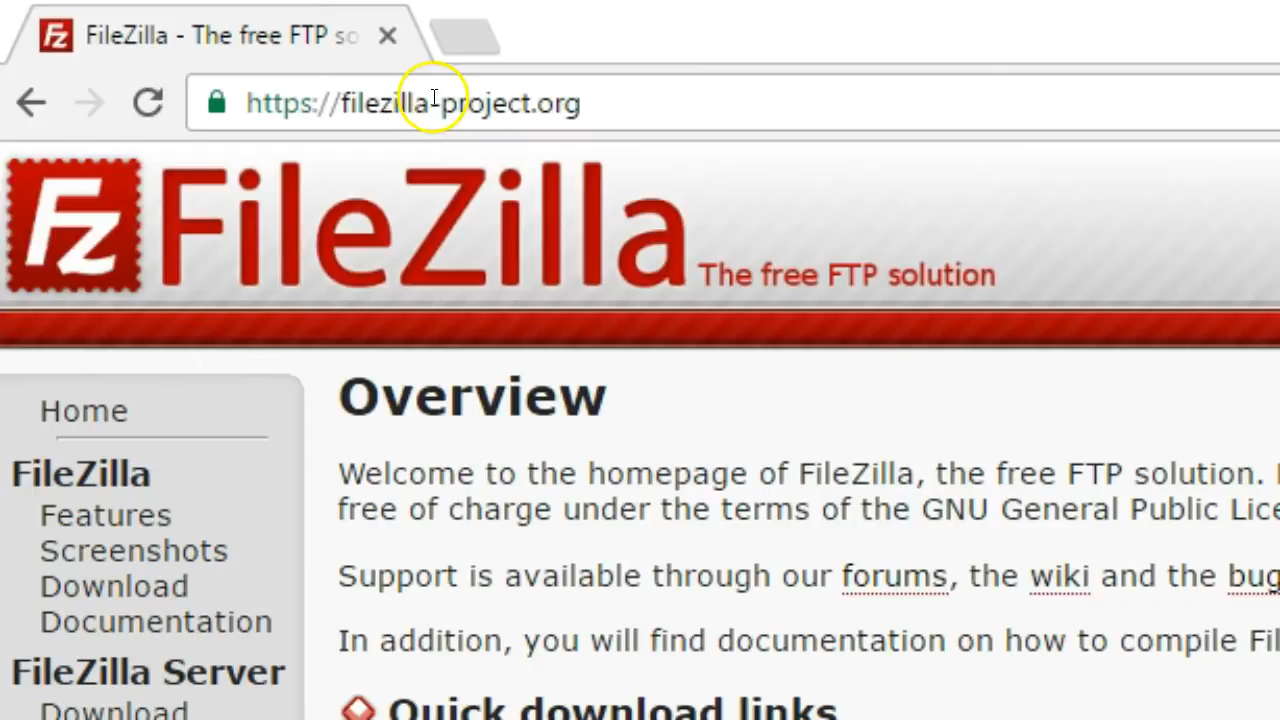 FileZilla - The free FTP so
https://filezilla-project.org
Fz FileZilla The free FTP solution
Home
FileZilla
Features
Screenshots
Download
Documentation
FileZilla Server
Download
Overview
Welcome to the homepage of FileZilla, the free FTP solution.
free of charge under the terms of the GNU General Public Lice
Support is available through our forums, the wiki and the bug
In addition, you will find documentation on how to compile Fil
Quick download links